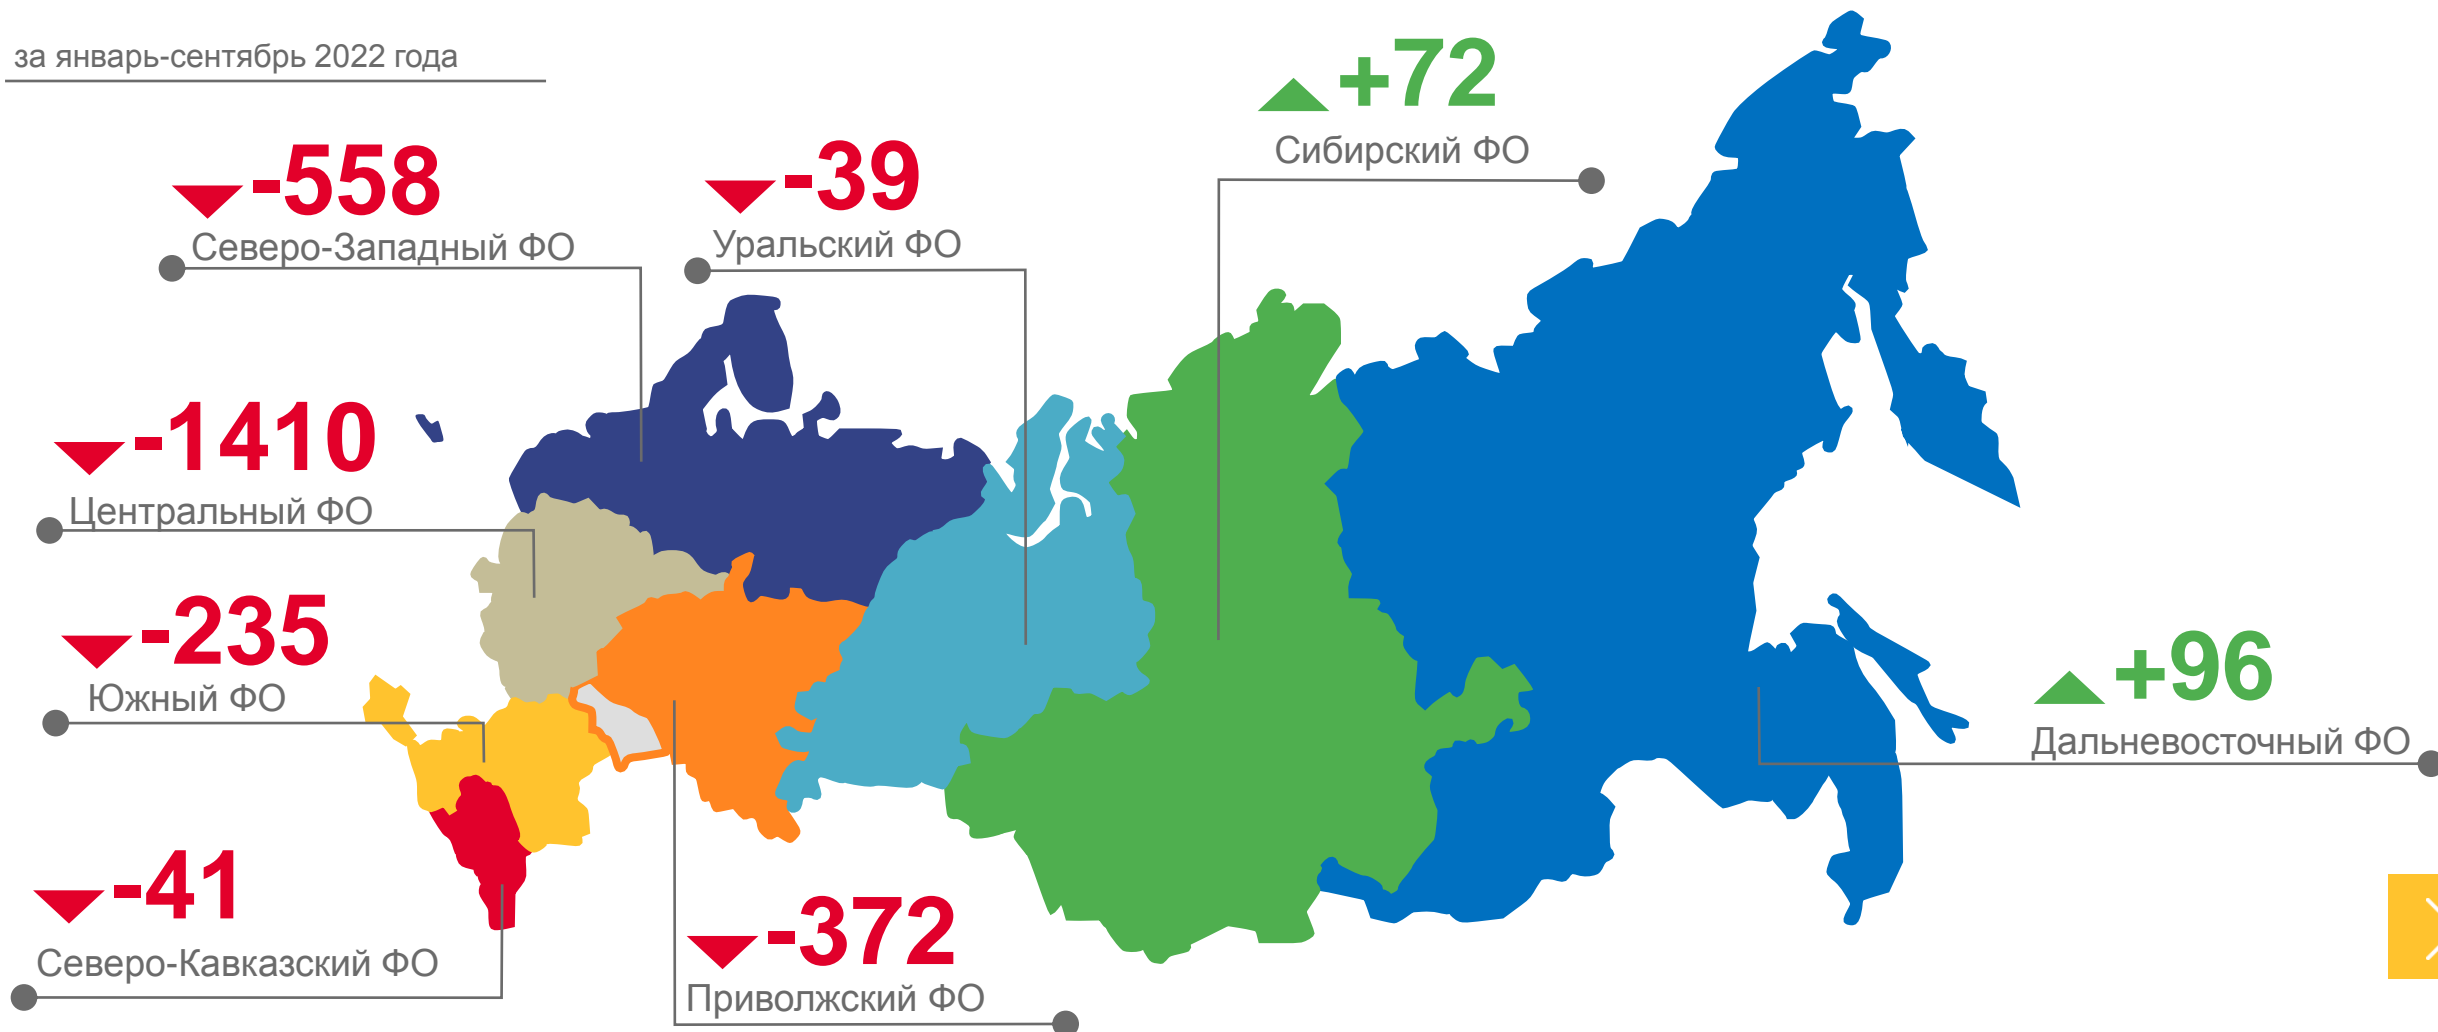 за январь-сентябрь 2022 года
+72
Сибирский ФО
-558
Северо-Западный ФО
-39
Уральский ФО
-1410
Центральный ФО
-235
Южный ФО
+96
Дальневосточный ФО
-41
Северо-Кавказский ФО
-372
Приволжский ФО